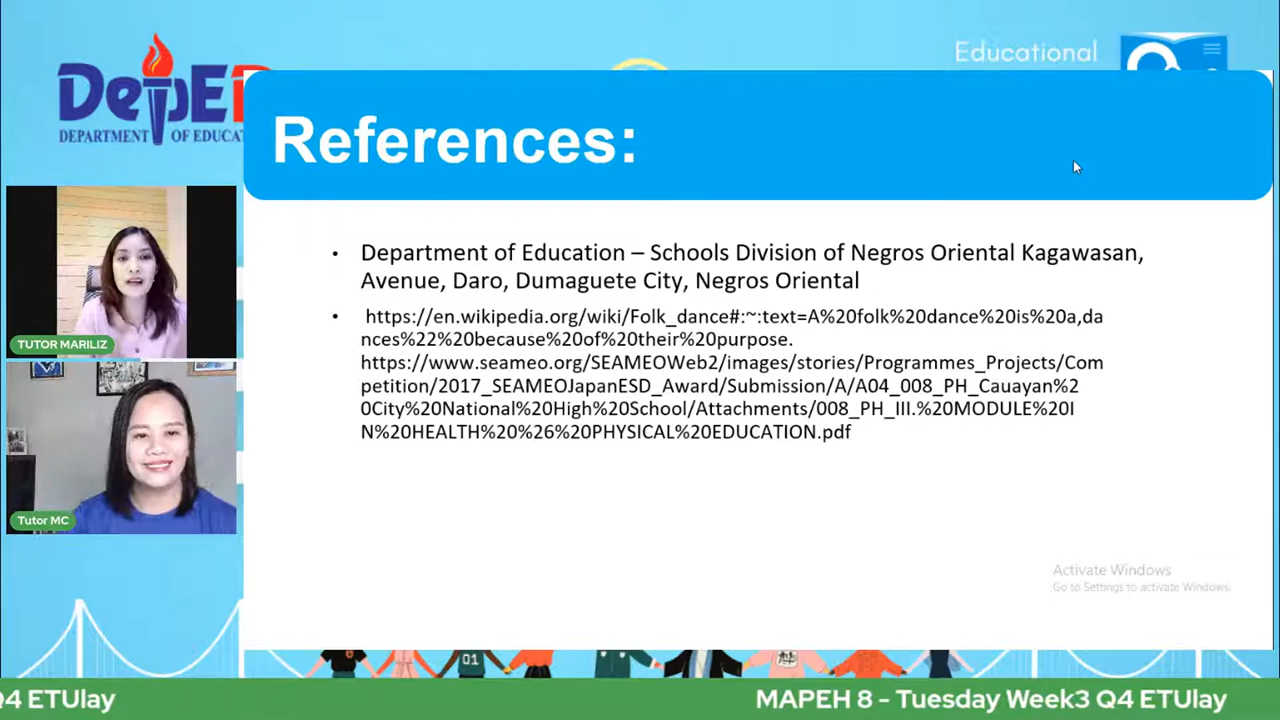 Educational
DepED
DEPARTMENT OF EDUCAT
References:
• Department of Education – Schools Division of Negros Oriental Kagawasan,
Avenue, Daro, Dumaguete City, Negros Oriental
• https://en.wikipedia.org/wiki/Folk_dance#:~:text=A%20folk%20dance%20is%20a,da
nces%22%20because%20of%20their%20purpose.
https://www.seameo.org/SEAMEOWeb2/images/stories/Programmes_Projects/Com
petition/2017_SEAMEOJapanESD_Award/Submission/A/A04_008_PH_Cauayan%2
0City%20National%20High%20School/Attachments/008_PH_III.%20MODULE%20I
N%20HEALTH%20%26%20PHYSICAL%20EDUCATION.pdf
TUTOR MARILIZ
Tutor MC
Activate Windows
Go to Settings to activate Windows.
01
Q4 ETUlay
MAPEH 8 - Tuesday Week3 Q4 ETUlay